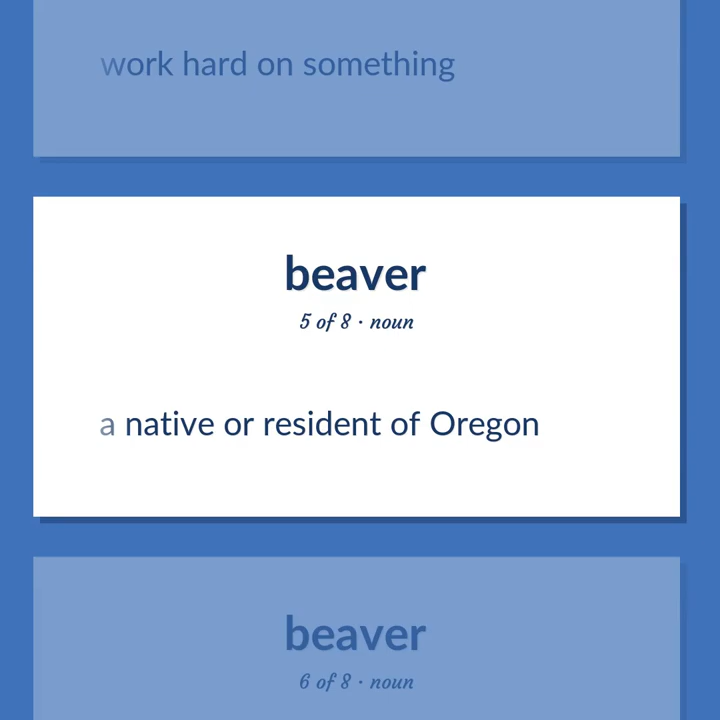 work hard on something
beaver
5 of 8 · noun
a native or resident of Oregon
beaver
6 of 8 · noun